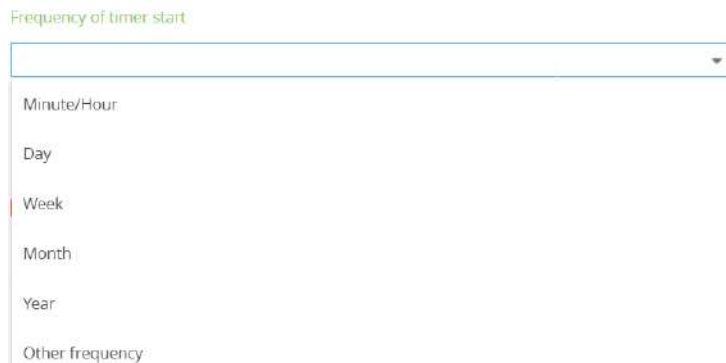 Frequency of timer start
Minute/Hour
Day
Week
Month
Year
Other frequency